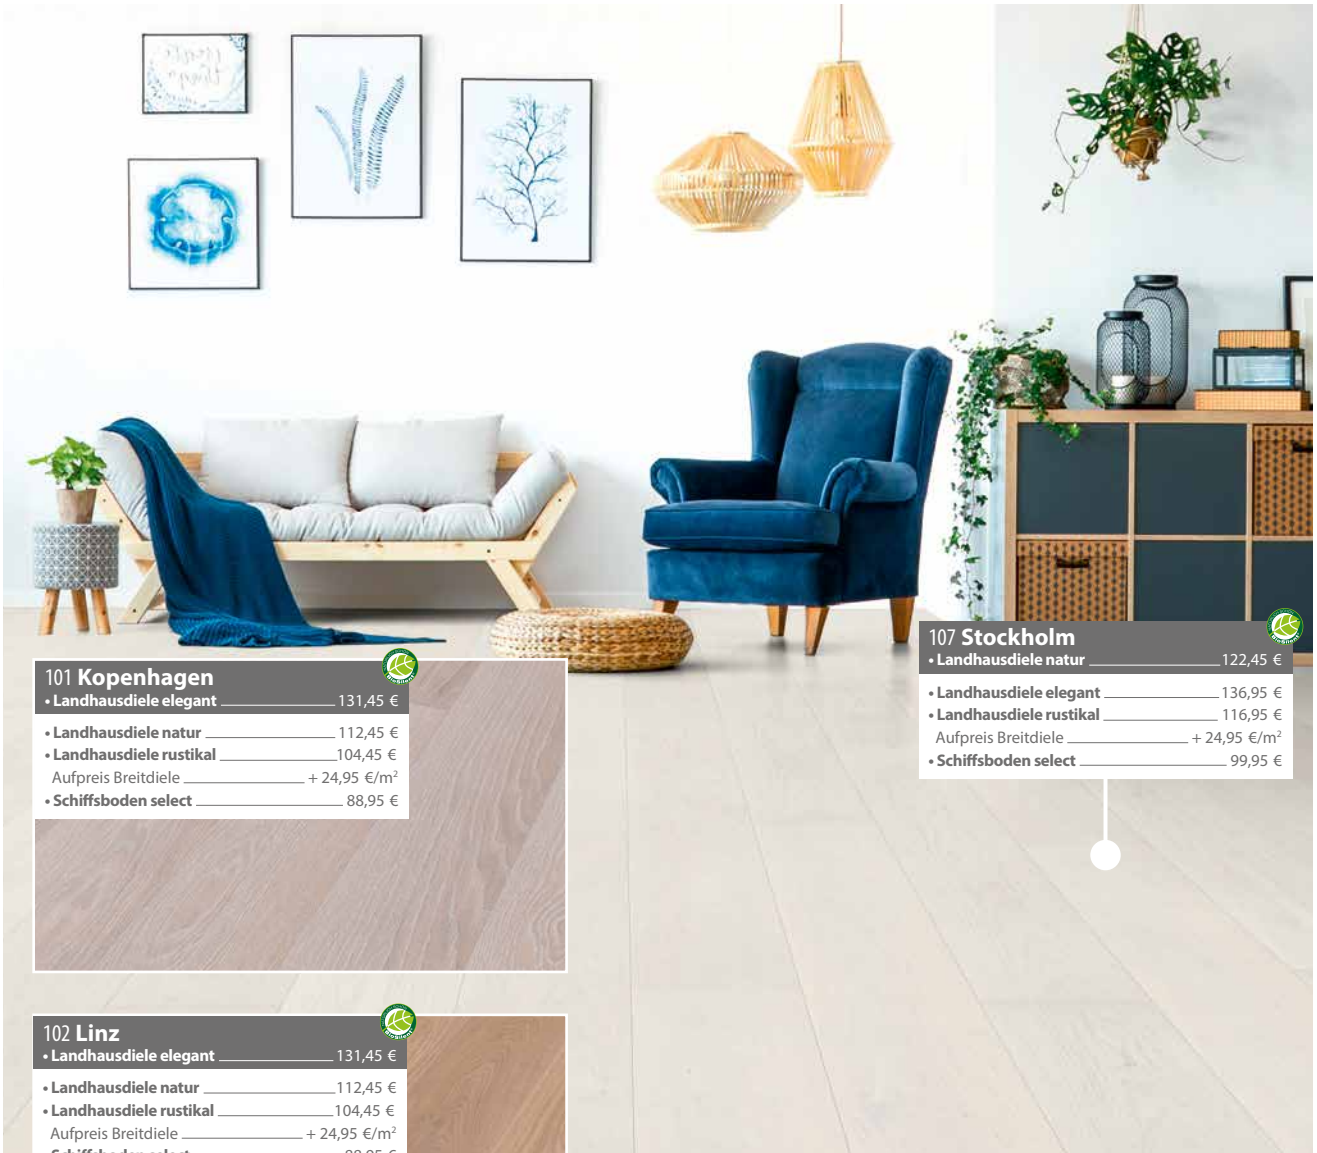 101 Kopenhagen
• Landhausdiele elegant 131,45 €
• Landhausdiele natur 112,45 €
• Landhausdiele rustikal 104,45 €
Aufpreis Breitdiele + 24,95 €/m²
• Schiffsboden select 88,95 €
107 Stockholm
• Landhausdiele natur 122,45 €
• Landhausdiele elegant 136,95 €
• Landhausdiele rustikal 116,95 €
Aufpreis Breitdiele + 24,95 €/m²
• Schiffsboden select 99,95 €
102 Linz
• Landhausdiele elegant 131,45 €
• Landhausdiele natur 112,45 €
• Landhausdiele rustikal 104,45 €
Aufpreis Breitdiele + 24,95 €/m²